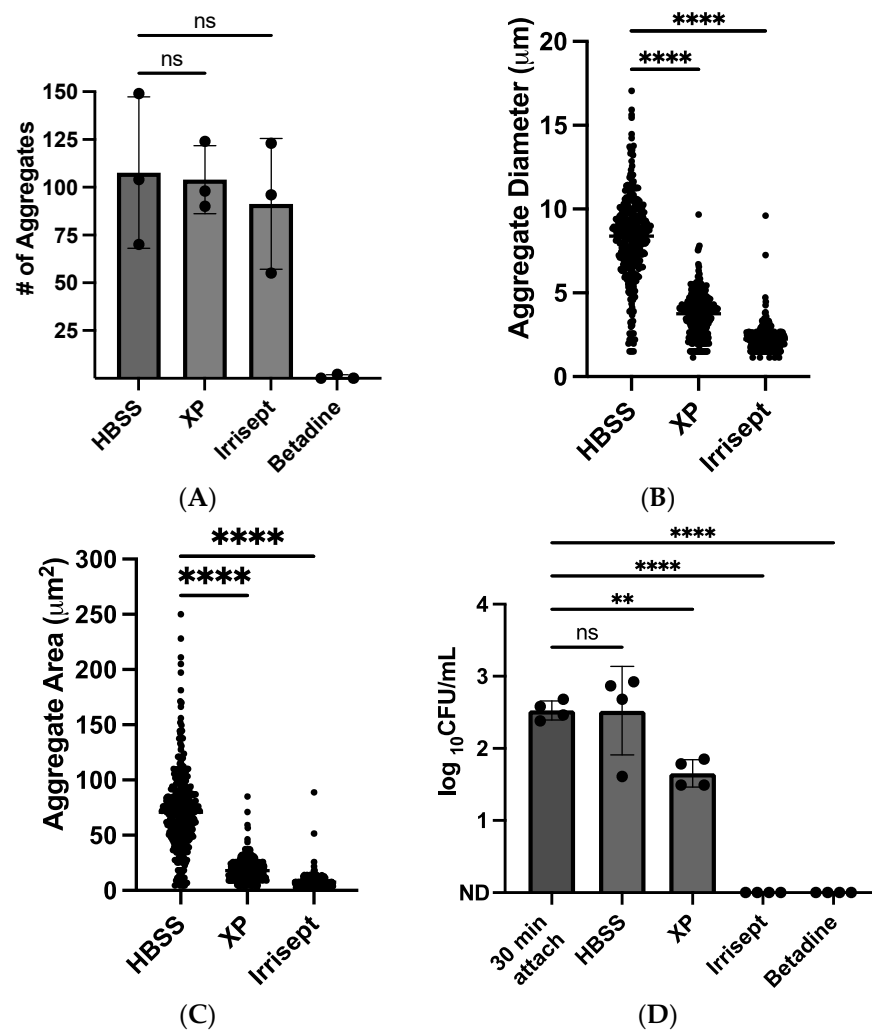 ns
ns
# of Aggregates
150
125
100
75
50
25
HBSS
XP
Irrisept
Betadine
(A)
****
****
Aggregate Diameter (μm)
20
15
10
5
0
HBSS
XP
Irrisept
(B)
****
****
Aggregate Area (μm²)
300
250
200
150
100
50
0
HBSS
XP
Irrisept
(C)
****
****
**
ns
log ₁₀CFU/mL
4
3
2
1
ND
30 min
attach
HBSS
XP
Irrisept
Betadine
(D)